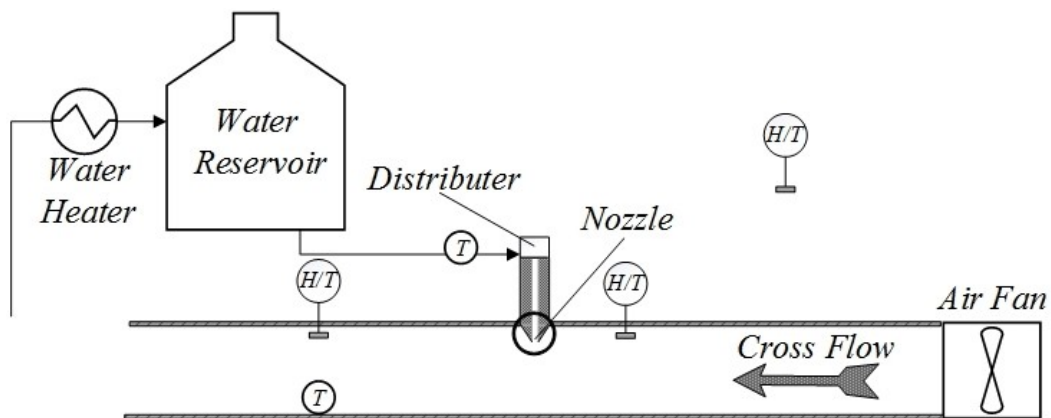 H/T
Water
Reservoir
Water
Heater
Distributer
Nozzle
T
H/T
H/T
Air Fan
Cross Flow
T